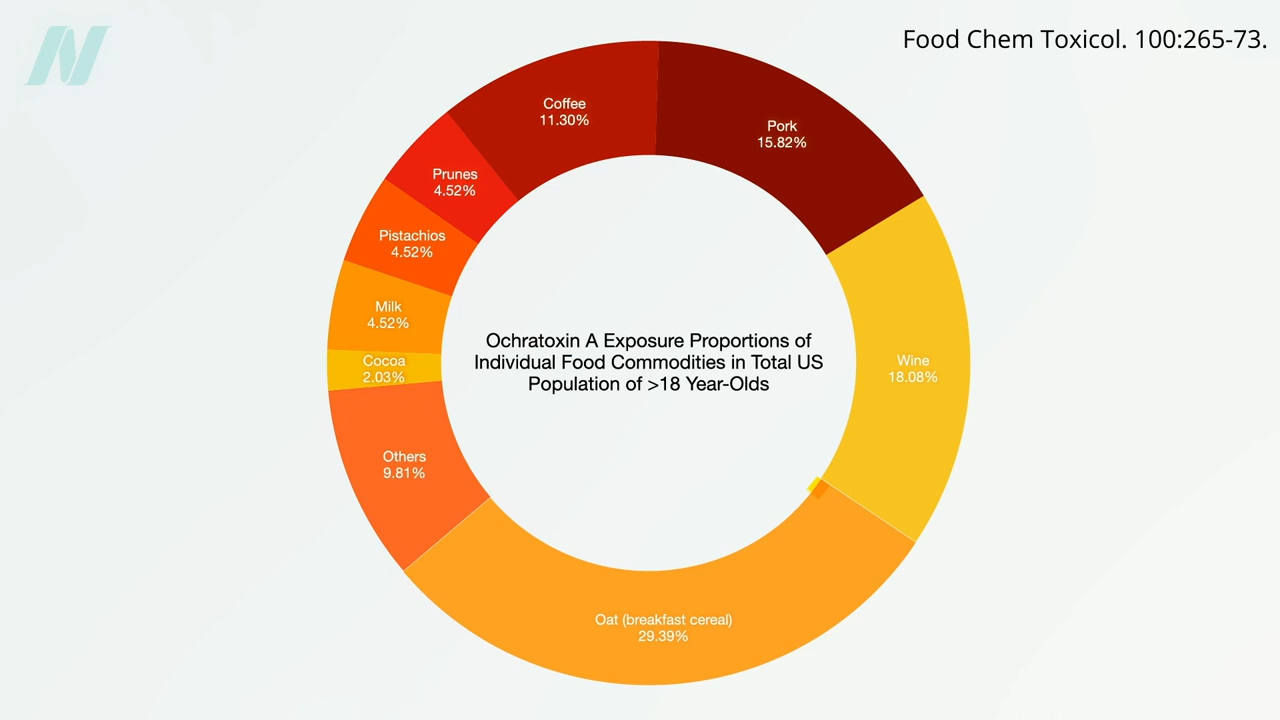 Food Chem Toxicol. 100:265-73.
Coffee
11.30%
Pork
15.82%
Prunes
4.52%
Pistachios
4.52%
Milk
4.52%
Cocoa
2.03%
Ochratoxin A Exposure Proportions of
Individual Food Commodities in Total US
Population of >18 Year-Olds
Wine
18.08%
Others
9.81%
Oat (breakfast cereal)
29.39%